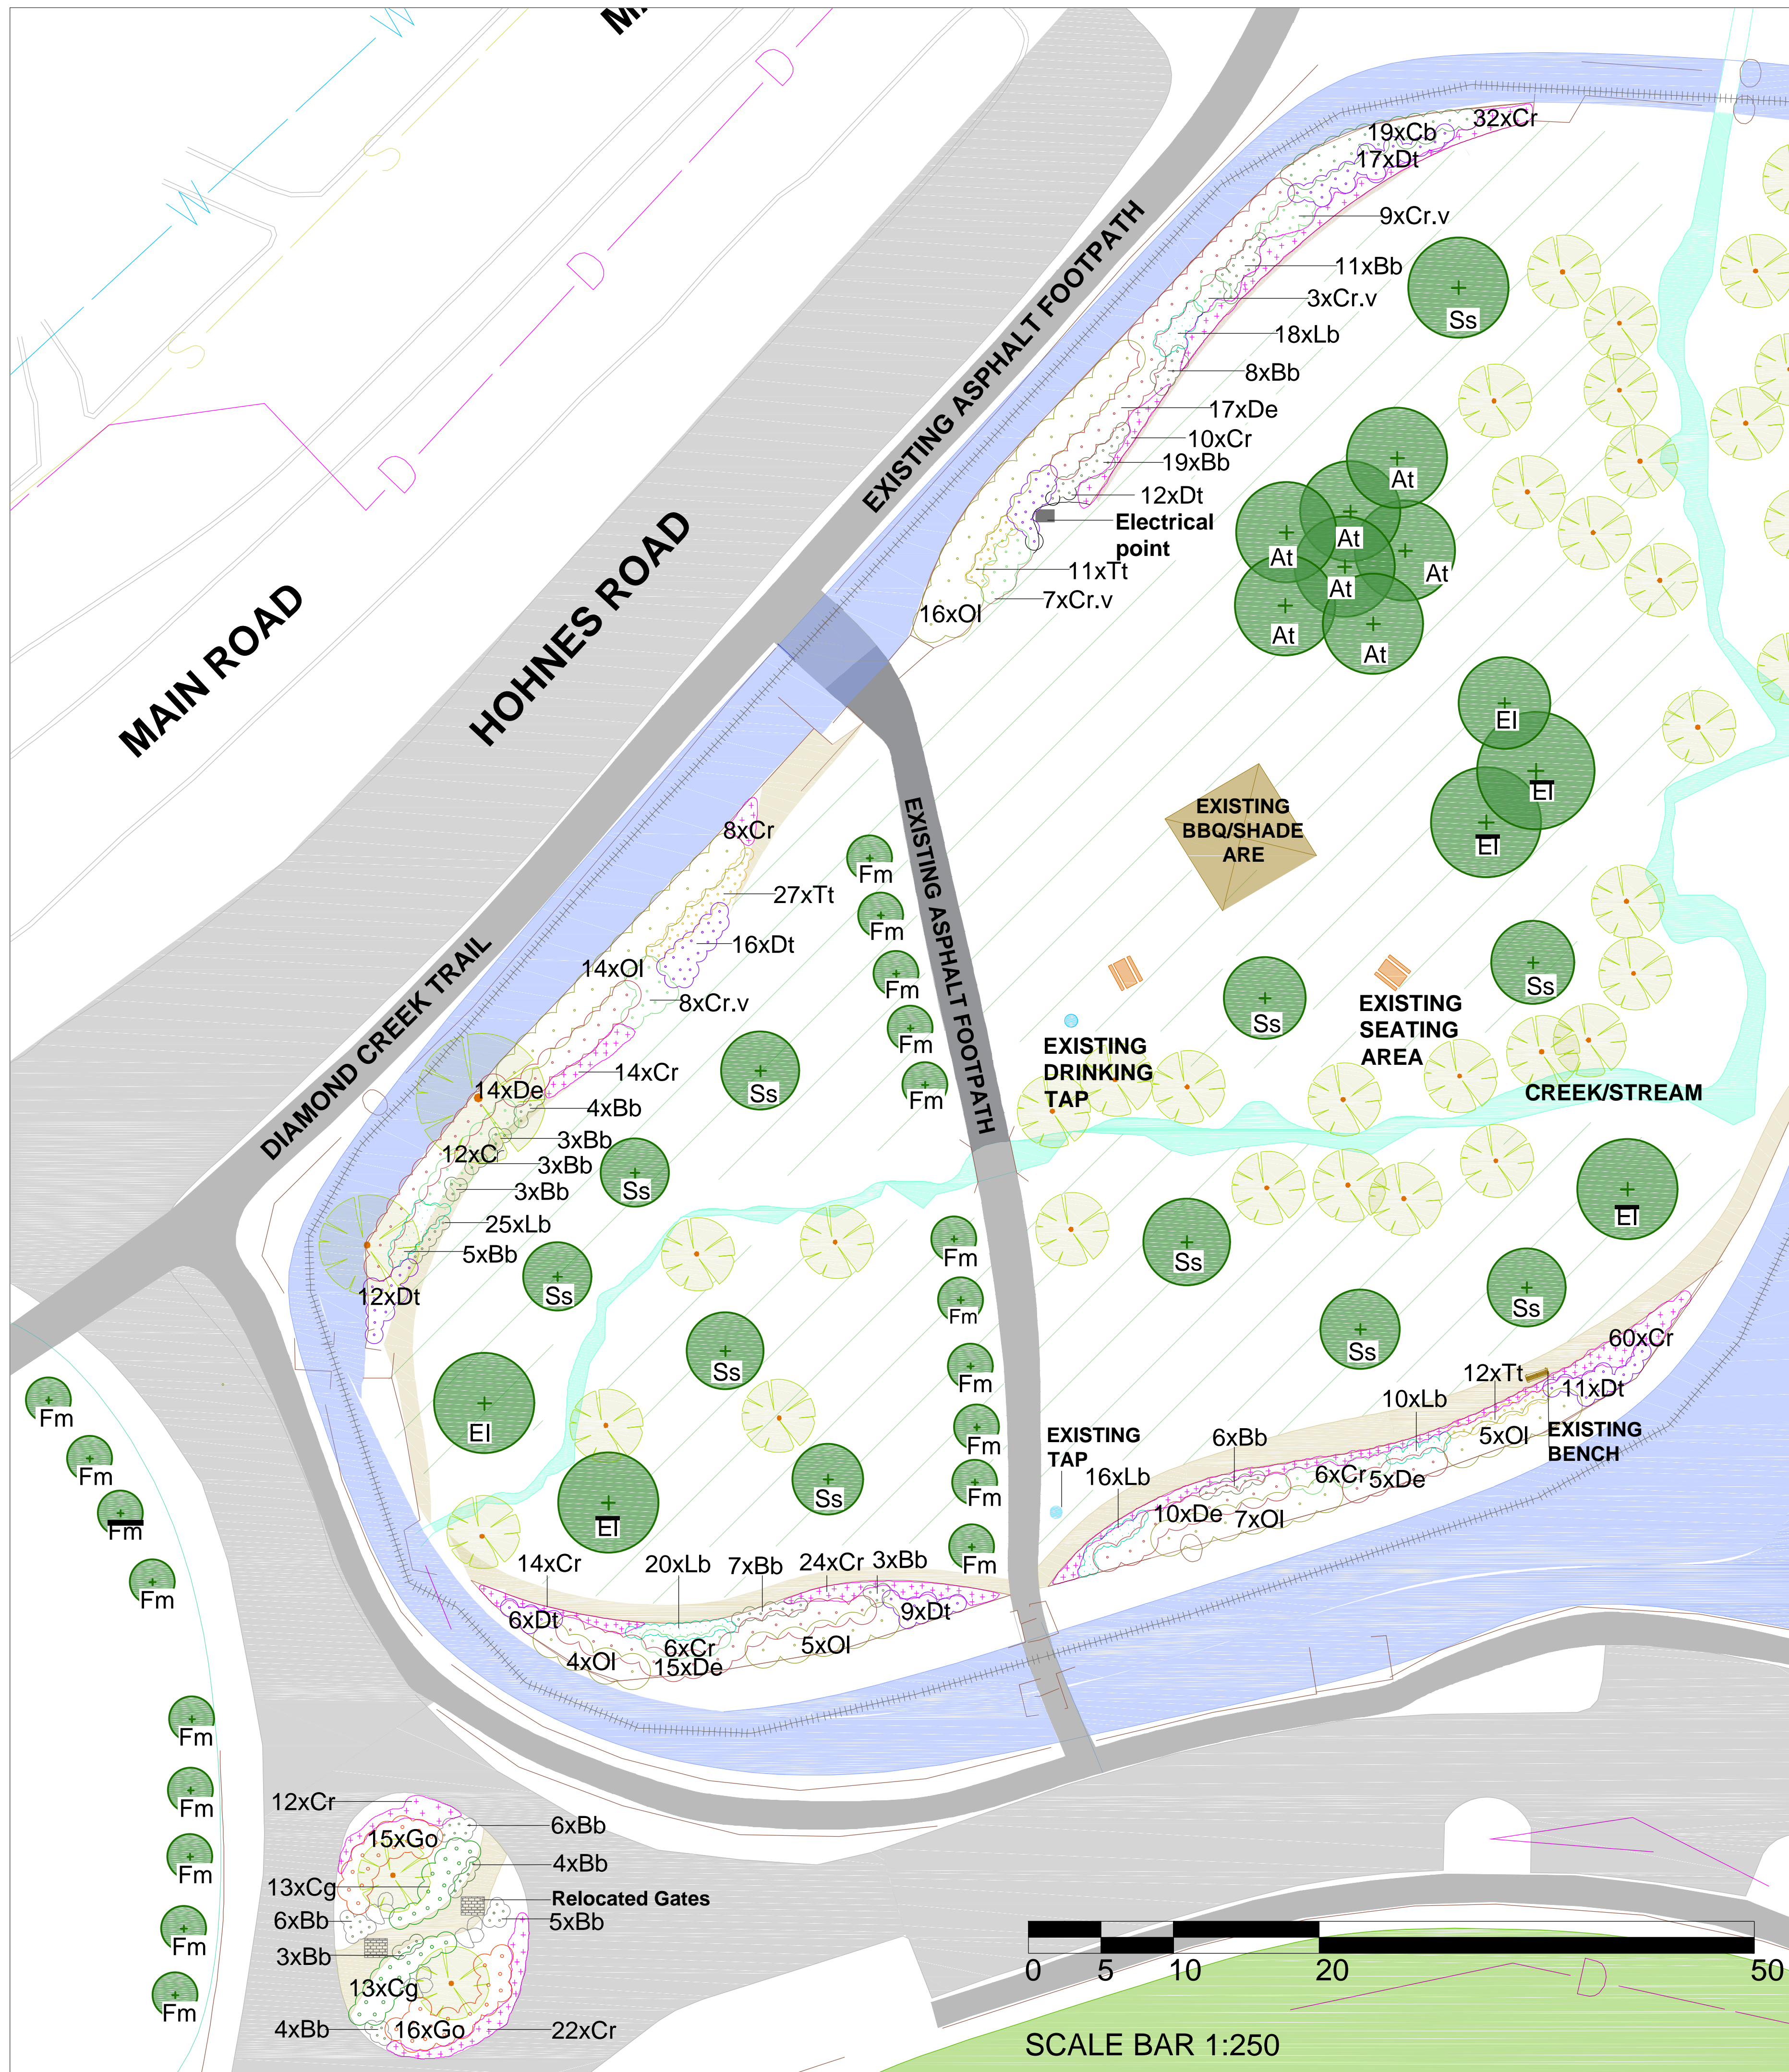 W
MA
D
32xCr
19xCb
17xDt
S
W
9xCr.v
EXISTING ASPHALT FOOTPATH
11xBb
D
3xCr.v
Ss
18xLb
S
8xBb
17xDe
10xCr
19xBb
D
At
12xDt
Electrical
point
At
At
At
11xTt
At
7xCr.v
16xOl
At
At
MAIN ROAD
HOHNES ROAD
El
El
EXISTING
BBQ/SHADE
ARE
El
8xCr
EXISTING ASPHALT FOOTPATH
Fm
27xTt
Fm
16xDt
14xOl
Fm
Ss
8xCr.v
Ss
EXISTING
SEATING
AREA
Fm
EXISTING
DRINKING
TAP
DIAMOND CREEK TRAIL
14xCr
Fm
14xDe
Ss
CREEK/STREAM
4xBb
3xBb
12xC
3xBb
3xBb
Ss
El
25xLb
5xBb
Fm
Ss
12xDt
Ss
Fm
Ss
60xCr
Ss
Ss
Fm
12xTt
11xDt
10xLb
Fm
Fm
El
EXISTING
TAP
6xBb
5xOl
EXISTING
BENCH
Fm
16xLb
6xCr
5xDe
Fm
Ss
Fm
10xDe
7xOl
El
Fm
Fm
14xCr
20xLb
7xBb
24xCr
3xBb
6xDt
9xDt
6xCr
5xOl
4xOl
15xDe
Fm
Fm
12xCr
6xBb
15xGo
4xBb
Fm
13xCg
Relocated Gates
6xBb
5xBb
Fm
3xBb
13xCg
D
0 5 10 20 50
Fm
4xBb
16xGo
22xCr
SCALE BAR 1:250